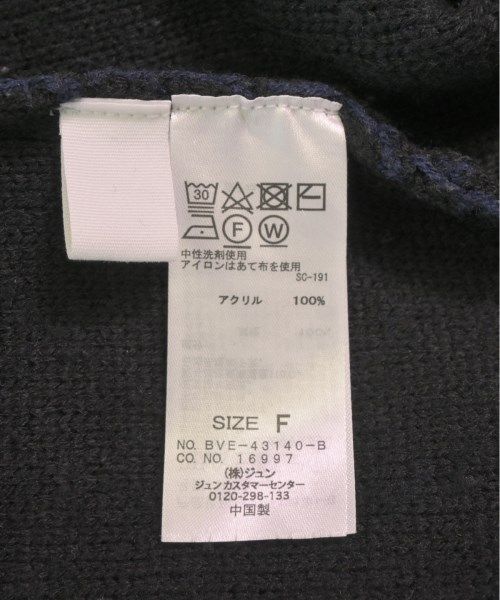 30
F W
中性洗剤使用
アイロンはあて布を使用
SC-191
アクリル 100%
SIZE F
NO. BVE-43140-B
CO. NO. 16997
(株)ジュン
ジュンカスタマーセンター
0120-298-133
中国製